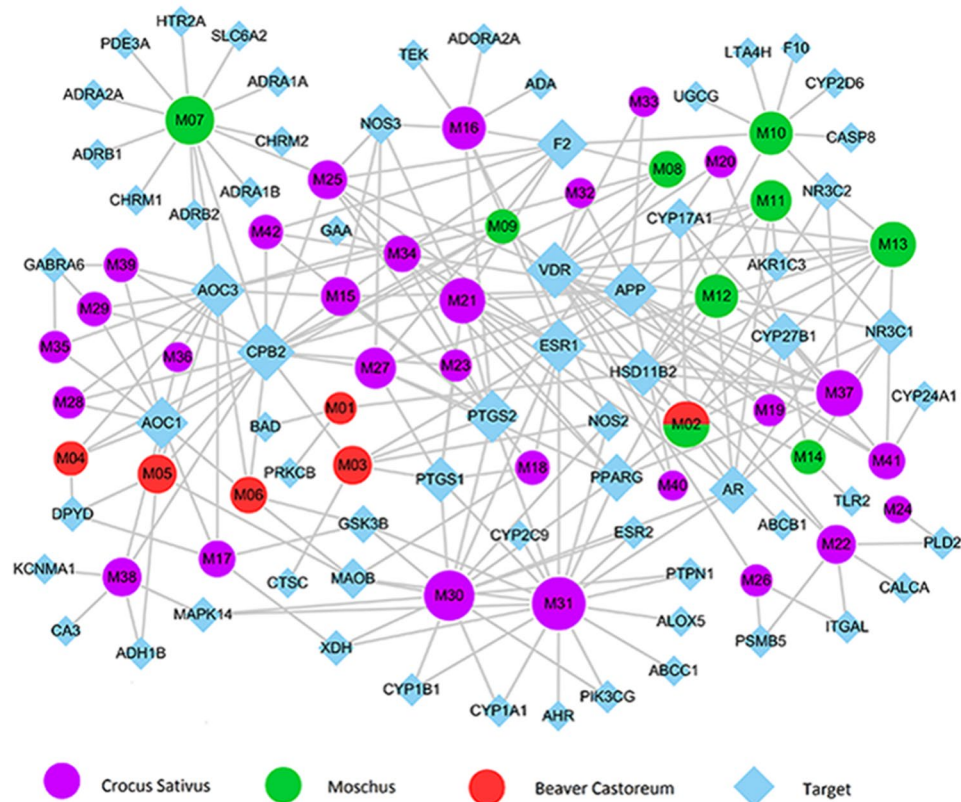 HTR2A
PDE3A
SLC6A2
ADORA2A
TEK
LTA4H
F10
ADRA2A
ADRA1A
ADA
UGCG
CYP2D6
M33
M07
NOS3
M16
M10
CASP8
ADRB1
CHRM2
F2
M25
M08
M20
CHRM1
ADRA1B
M32
NR3C2
ADRB2
M11
CYP17A1
M42
GAA
M09
M13
M34
GABRA6
M39
AKR1C3
VDR
AOC3
M15
M21
APP
M12
M29
CYP27B1
NR3C1
M35
M36
CPB2
ESR1
M27
M23
HSD11B2
M28
M37
CYP24A1
AOC1
BAD
M01
PTGS2
NOS2
M02
M19
M04
M05
PRKCB
M03
PTGS1
M18
PPARG
M14
M41
M06
M40
AR
TLR2
DPYD
GSK3B
CYP2C9
ESR2
ABCB1
M24
PLD2
M17
M22
KCNMA1
M38
CTSC
MAOB
PTPN1
M26
CALCA
M30
M31
CA3
MAPK14
ALOX5
ITGAL
ADH1B
XDH
PSMB5
ABCC1
CYP1B1
PIK3CG
CYP1A1
AHR
Crocus Sativus
Moschus
Beaver Castoreum
Target